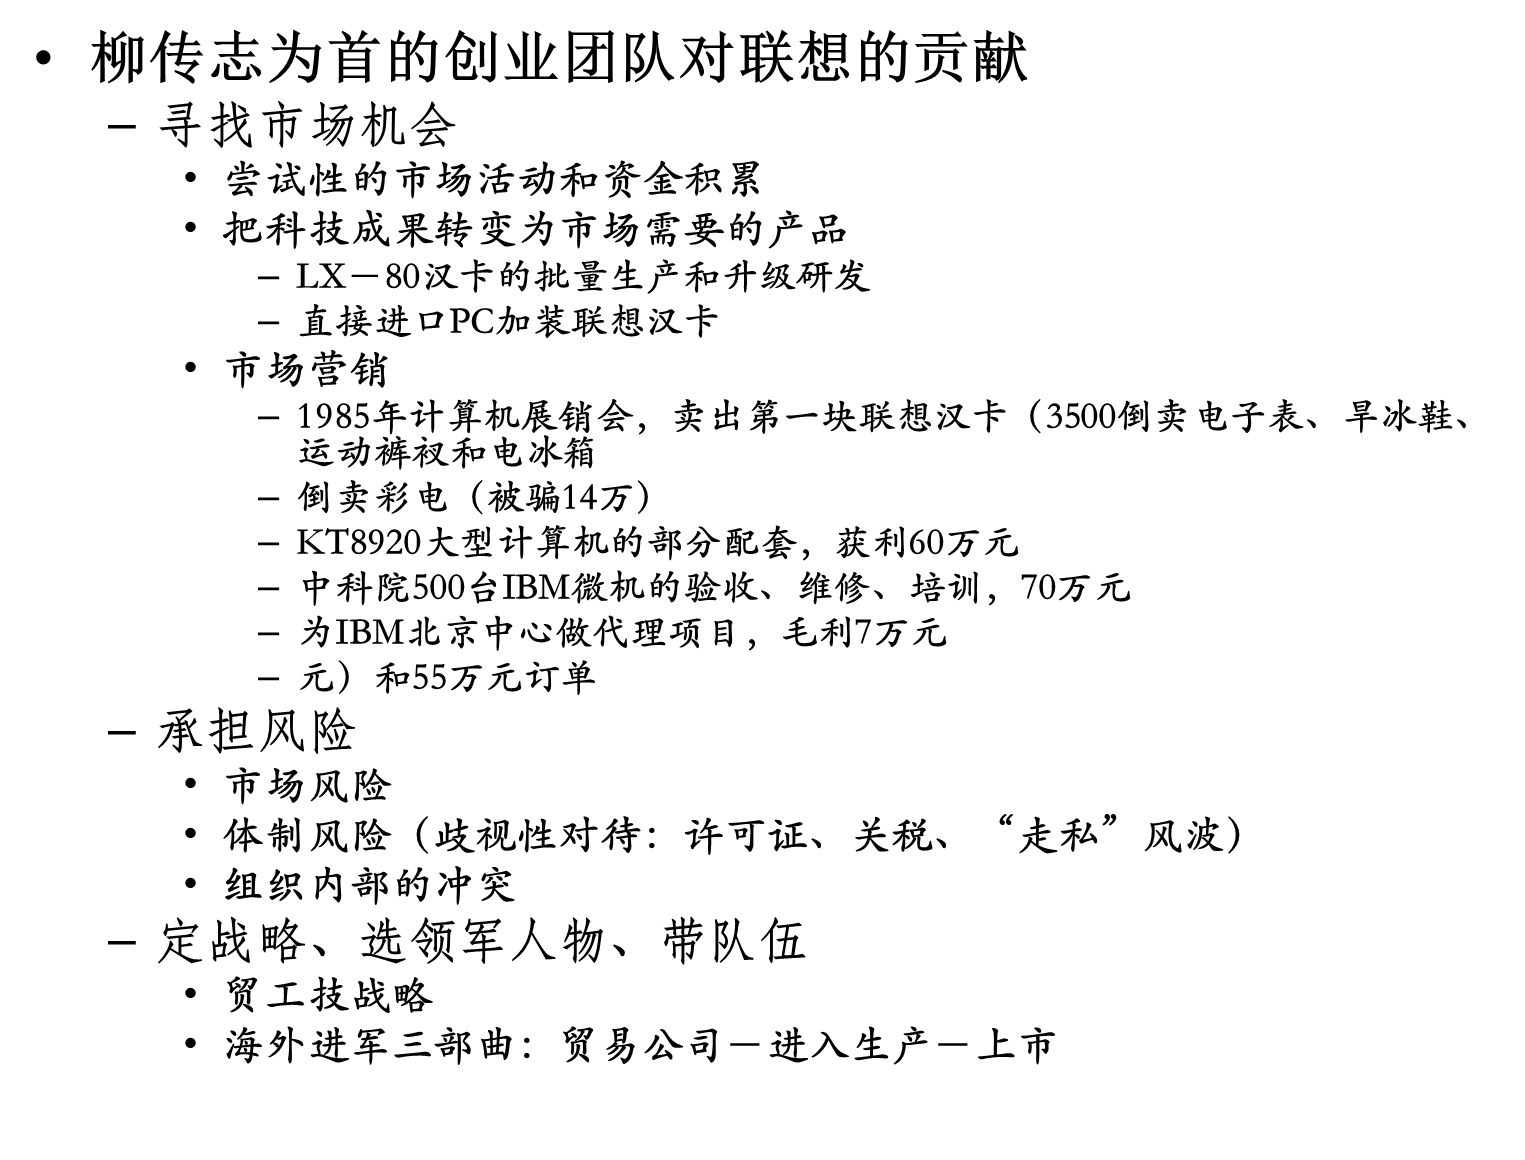 • 柳传志为首的创业团队对联想的贡献
– 寻找市场机会
• 尝试性的市场活动和资金积累
• 把科技成果转变为市场需要的产品
– LX－80汉卡的批量生产和升级研发
– 直接进口PC加装联想汉卡
• 市场营销
– 1985年计算机展销会，卖出第一块联想汉卡（3500倒卖电子表、旱冰鞋、
运动裤衩和电冰箱
– 倒卖彩电（被骗14万）
– KT8920大型计算机的部分配套，获利60万元
– 中科院500台IBM微机的验收、维修、培训，70万元
– 为IBM北京中心做代理项目，毛利7万元
– 元）和55万元订单
– 承担风险
• 市场风险
• 体制风险（歧视性对待：许可证、关税、“走私”风波）
• 组织内部的冲突
– 定战略、选领军人物、带队伍
• 贸工技战略
• 海外进军三部曲：贸易公司－进入生产－上市